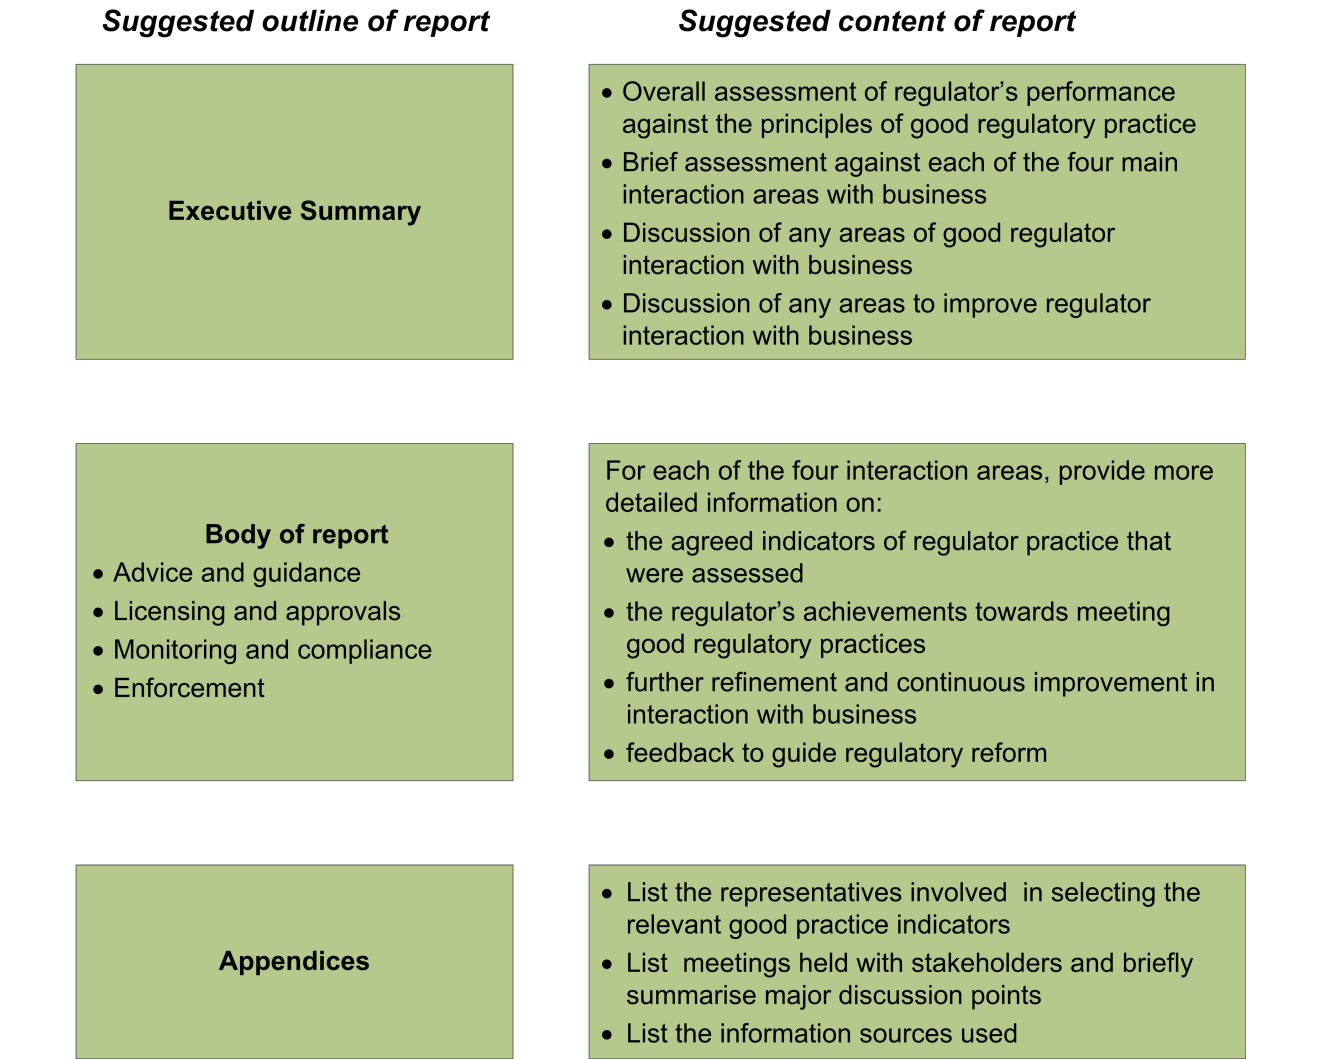 Suggested outline of report
Suggested content of report
Executive Summary
• Overall assessment of regulator’s performance
against the principles of good regulatory practice
• Brief assessment against each of the four main
interaction areas with business
• Discussion of any areas of good regulator
interaction with business
• Discussion of any areas to improve regulator
interaction with business
Body of report
• Advice and guidance
• Licensing and approvals
• Monitoring and compliance
• Enforcement
For each of the four interaction areas, provide more
detailed information on:
• the agreed indicators of regulator practice that
were assessed
• the regulator’s achievements towards meeting
good regulatory practices
• further refinement and continuous improvement in
interaction with business
• feedback to guide regulatory reform
Appendices
• List the representatives involved  in selecting the
relevant good practice indicators
• List  meetings held with stakeholders and briefly
summarise major discussion points
• List the information sources used